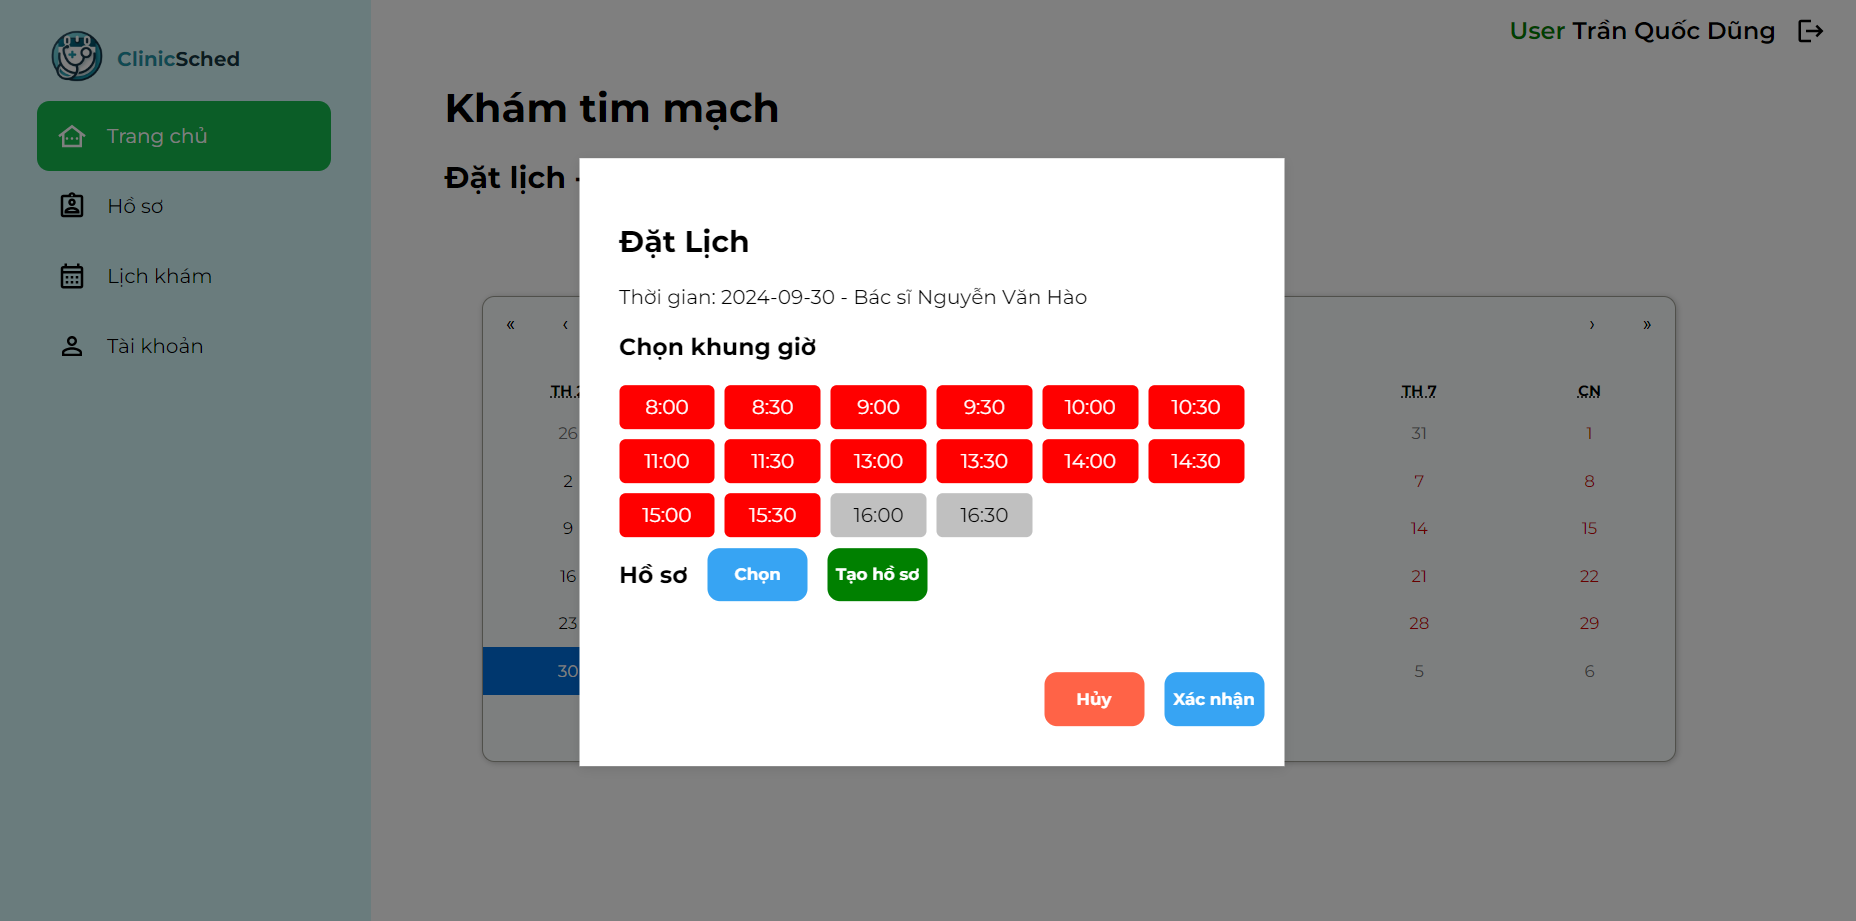 ClinicSched
Trang chủ
Hồ sơ
Lịch khám
Tài khoản
User Trần Quốc Dũng
Khám tim mạch
Đặt lịch -
« ‹ › »
TH 7 CN
26 31 1
2 7 8
9 14 15
16 21 22
23 28 29
30 5 6
Đặt Lịch
Thời gian: 2024-09-30 - Bác sĩ Nguyễn Văn Hào
Chọn khung giờ
8:00 8:30 9:00 9:30 10:00 10:30
11:00 11:30 13:00 13:30 14:00 14:30
15:00 15:30 16:00 16:30
Hồ sơ Chọn Tạo hồ sơ
Hủy Xác nhận